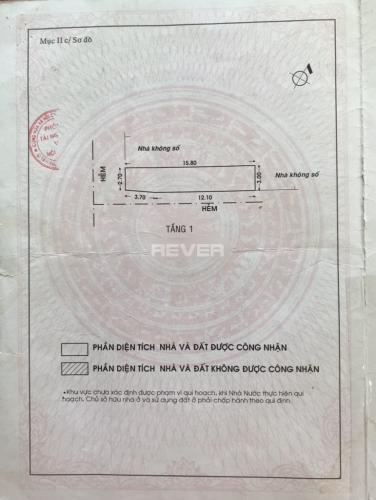 Mục II c/ Sơ đồ
Nhà không số
15.80
HẺM
2.70
3.00
Nhà không số
3.70
12.10
HẺM
TẦNG 1
REVER
PHẦN DIỆN TÍCH NHÀ VÀ ĐẤT ĐƯỢC CÔNG NHẬN
PHẦN DIỆN TÍCH NHÀ VÀ ĐẤT KHÔNG ĐƯỢC CÔNG NHẬN
*Khu vực chưa xác định được phạm vi qui hoạch, khi Nhà Nước thực hiện qui
hoạch. Chủ sở hữu nhà ở và sử dụng đất ở phải chấp hành theo qui định.